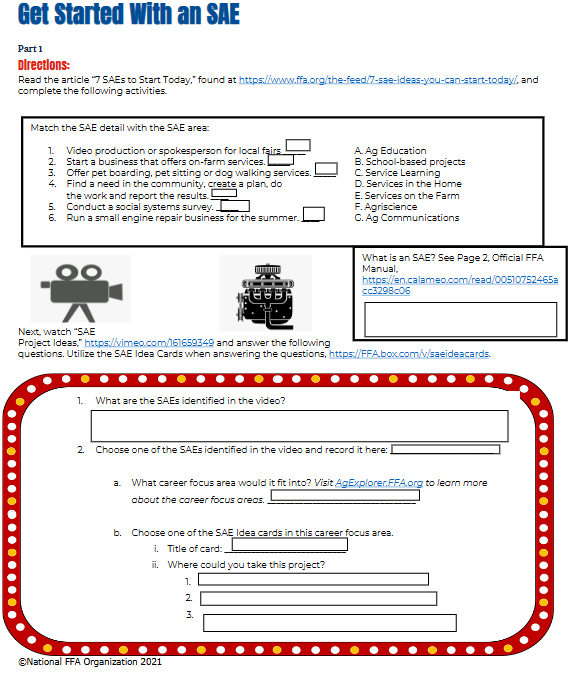 Get Started With an SAE
Part 1
Directions:
Read the article "7 SAEs to Start Today," found at https://www.ffa.org/the-feed/7-sae-ideas-you-can-start-today/, and
complete the following activities.
Match the SAE detail with the SAE area:
1. Video production or spokesperson for local fairs
2. Start a business that offers on-farm services.
3. Offer pet boarding, pet sitting or dog walking services.
4. Find a need in the community, create a plan, do
the work and report the results.
5. Conduct a social systems survey.
6. Run a small engine repair business for the summer.
A. Ag Education
B. School-based projects
C. Service Learning
D. Services in the Home
E. Services on the Farm
F. Agriscience
G. Ag Communications
What is an SAE? See Page 2, Official FFA
Manual,
https://en.calameo.com/read/00510752465a
cc3298c06
Next, watch "SAE
Project Ideas," https://vimeo.com/161659349 and answer the following
questions. Utilize the SAE Idea Cards when answering the questions, https://FFA.box.com/v/saeideacards.
1. What are the SAEs identified in the video?
2. Choose one of the SAEs identified in the video and record it here:
a. What career focus area would it fit into? Visit AgExplorer.FFA.org to learn more
about the career focus areas.
b. Choose one of the SAE Idea cards in this career focus area.
i. Title of card:
ii. Where could you take this project?
1.
2.
3.
©National FFA Organization 2021